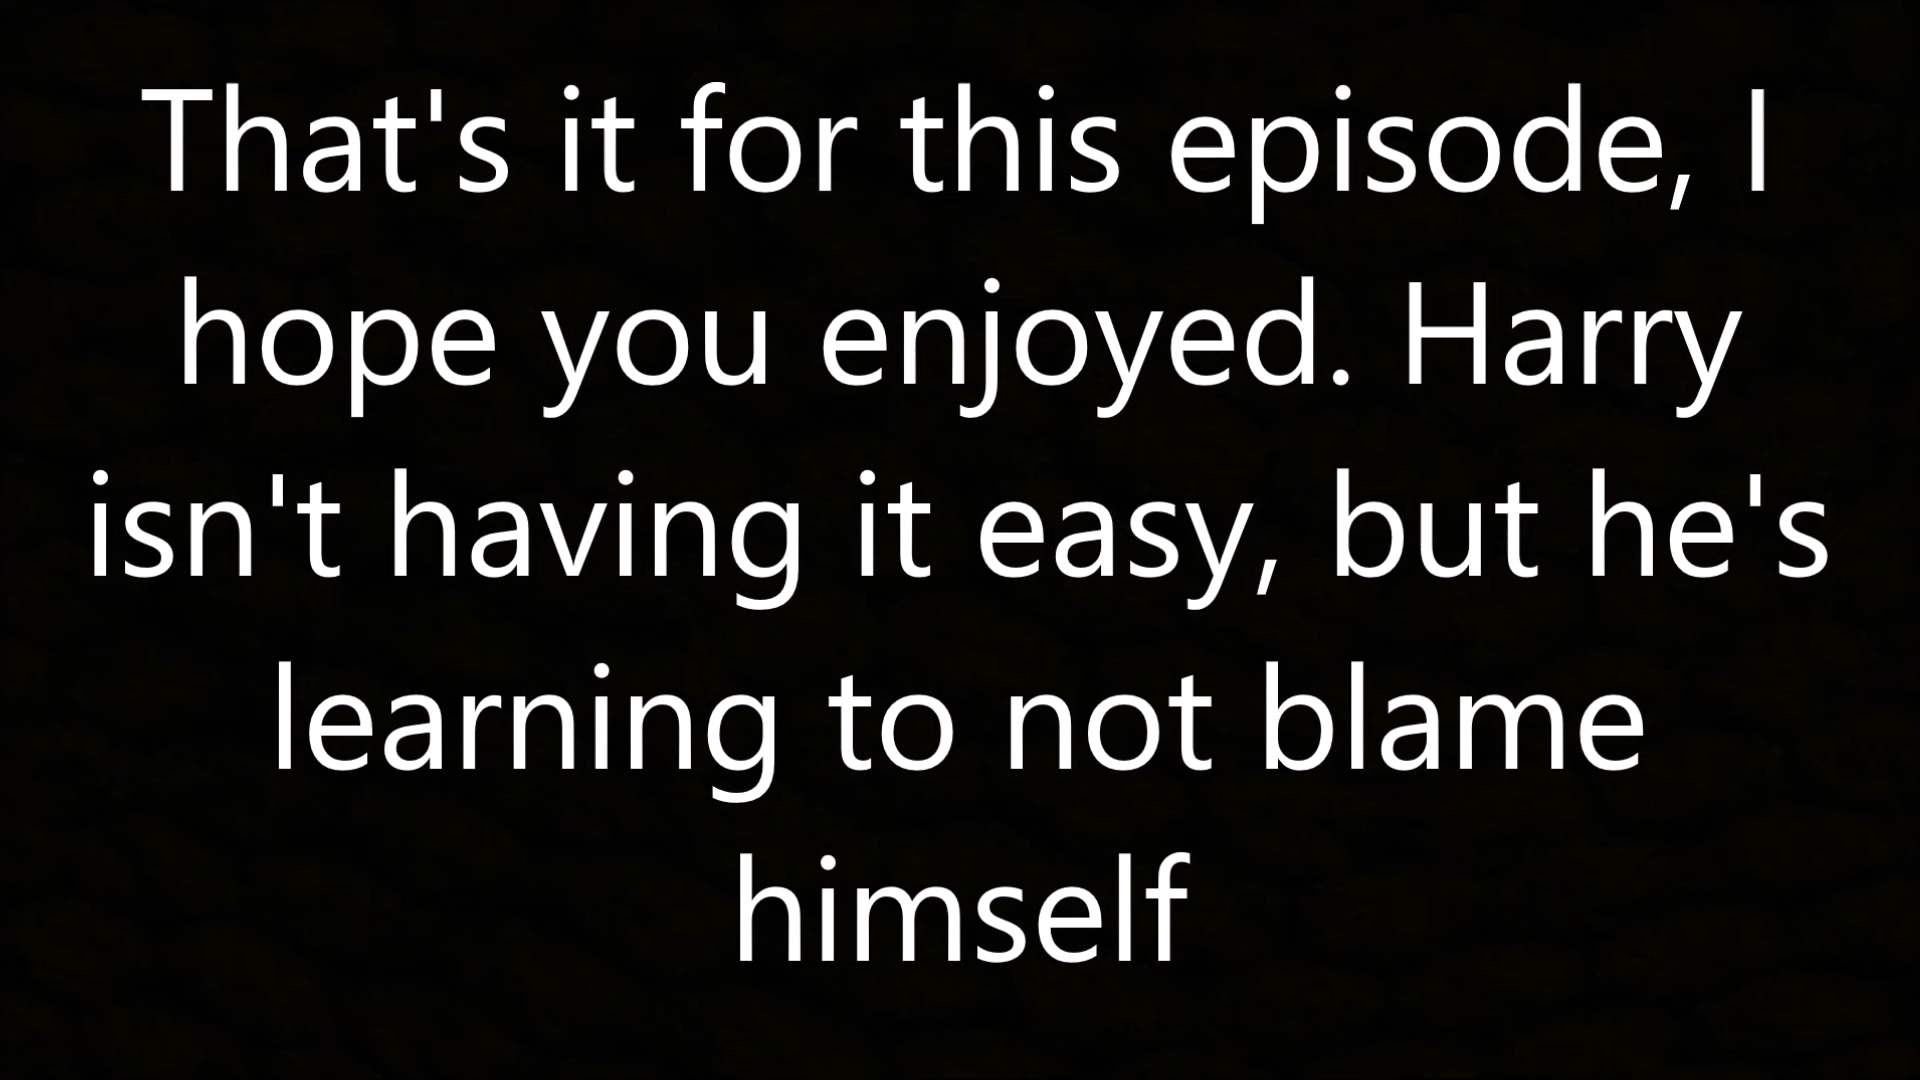 That's it for this episode, I
hope you enjoyed. Harry
isn't having it easy, but he's
learning to not blame
himself